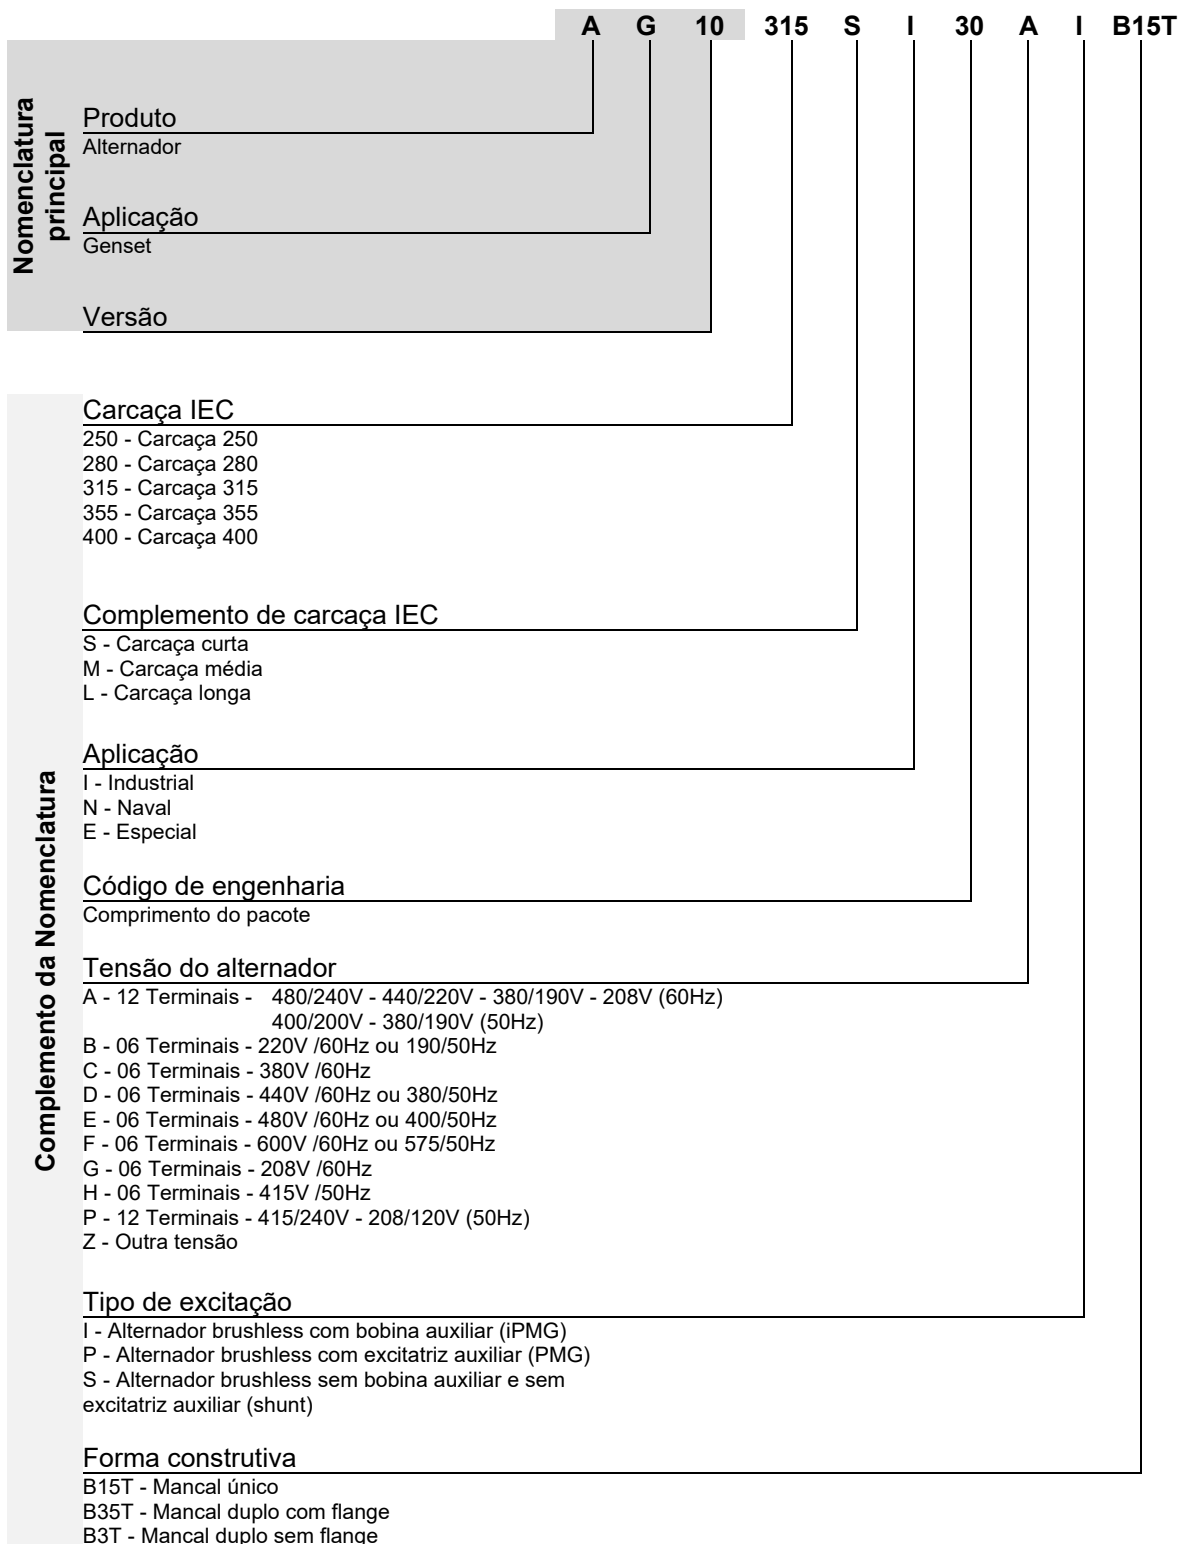 A G 10 315 S I 30 A I B15T
Nomenclatura
principal
Produto
Alternador
Aplicação
Genset
Versão
Complemento da Nomenclatura
Carcaça IEC
250 - Carcaça 250
280 - Carcaça 280
315 - Carcaça 315
355 - Carcaça 355
400 - Carcaça 400
Complemento de carcaça IEC
S - Carcaça curta
M - Carcaça média
L - Carcaça longa
Aplicação
I - Industrial
N - Naval
E - Especial
Código de engenharia
Comprimento do pacote
Tensão do alternador
A - 12 Terminais - 480/240V - 440/220V - 380/190V - 208V (60Hz)
400/200V - 380/190V (50Hz)
B - 06 Terminais - 220V /60Hz ou 190/50Hz
C - 06 Terminais - 380V /60Hz
D - 06 Terminais - 440V /60Hz ou 380/50Hz
E - 06 Terminais - 480V /60Hz ou 400/50Hz
F - 06 Terminais - 600V /60Hz ou 575/50Hz
G - 06 Terminais - 208V /60Hz
H - 06 Terminais - 415V /50Hz
P - 12 Terminais - 415/240V - 208/120V (50Hz)
Z - Outra tensão
Tipo de excitação
I - Alternador brushless com bobina auxiliar (iPMG)
P - Alternador brushless com excitatriz auxiliar (PMG)
S - Alternador brushless sem bobina auxiliar e sem
excitatriz auxiliar (shunt)
Forma construtiva
B15T - Mancal único
B35T - Mancal duplo com flange
B3T - Mancal duplo sem flange